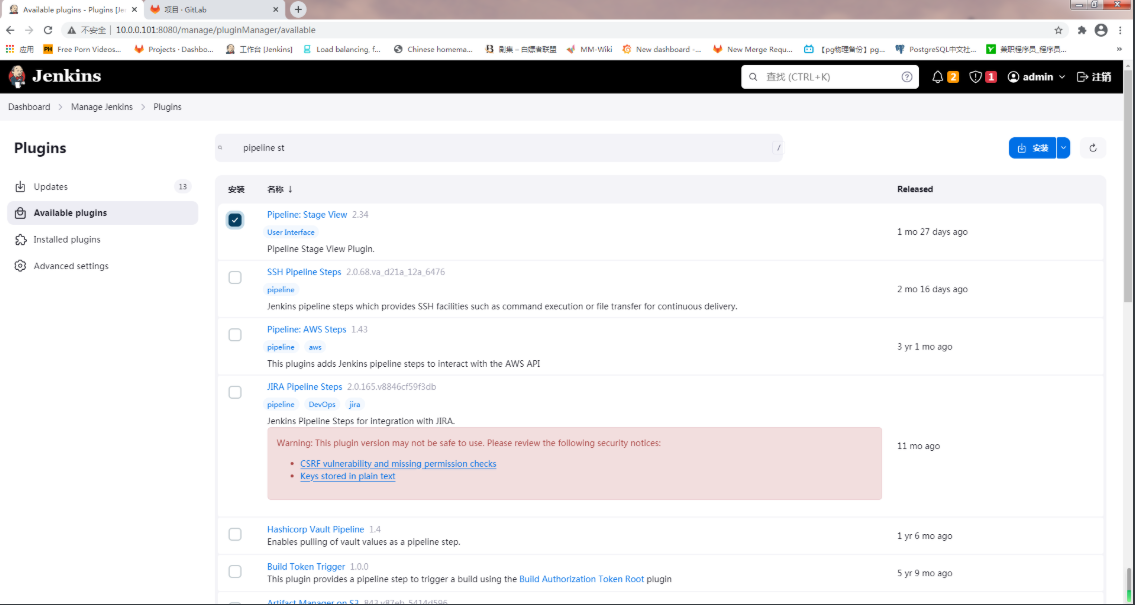 Available plugins - Plugins [Je
项目 · GitLab
不安全 | 10.0.0.101:8080/manage/pluginManager/available
应用 Free Porn Videos... Projects · Dashbo... 工作台 [Jenkins] Load balancing, f... Chinese homema... MM-Wiki New dashboard -... New Merge Requ... 【pg物理备份】pg... PostgreSQL中文社... 兼职程序员_程序员... »
Jenkins
查找 (CTRL+K)
2
1
admin
注销
Dashboard > Manage Jenkins > Plugins
Plugins
pipeline st
/
安装
Updates 13
Available plugins
Installed plugins
Advanced settings
安装 名称 ↓ Released
Pipeline: Stage View 2.34
User Interface
Pipeline Stage View Plugin.
1 mo 27 days ago
SSH Pipeline Steps 2.0.68.va_d21a_12a_6476
pipeline
Jenkins pipeline steps which provides SSH facilities such as command execution or file transfer for continuous delivery.
2 mo 16 days ago
Pipeline: AWS Steps 1.43
pipeline aws
This plugins adds Jenkins pipeline steps to interact with the AWS API
3 yr 1 mo ago
JIRA Pipeline Steps 2.0.165.v8846cf59f3db
pipeline DevOps jira
Jenkins Pipeline Steps for integration with JIRA.
Warning: This plugin version may not be safe to use. Please review the following security notices:
• CSRF vulnerability and missing permission checks
• Keys stored in plain text
11 mo ago
Hashicorp Vault Pipeline 1.4
Enables pulling of vault values as a pipeline step.
1 yr 6 mo ago
Build Token Trigger 1.0.0
This plugin provides a pipeline step to trigger a build using the Build Authorization Token Root plugin
5 yr 9 mo ago
Artifact Manager on S3